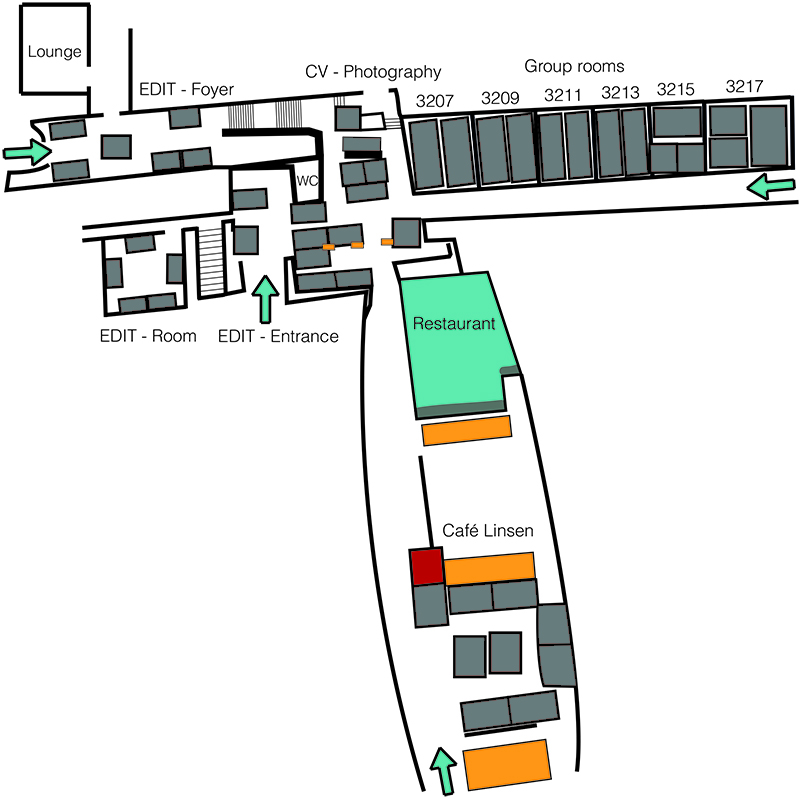 Lounge
EDIT - Foyer
CV - Photography
Group rooms
3207
3209
3211
3213
3215
3217
WC
EDIT - Room
EDIT - Entrance
Restaurant
Café Linsen